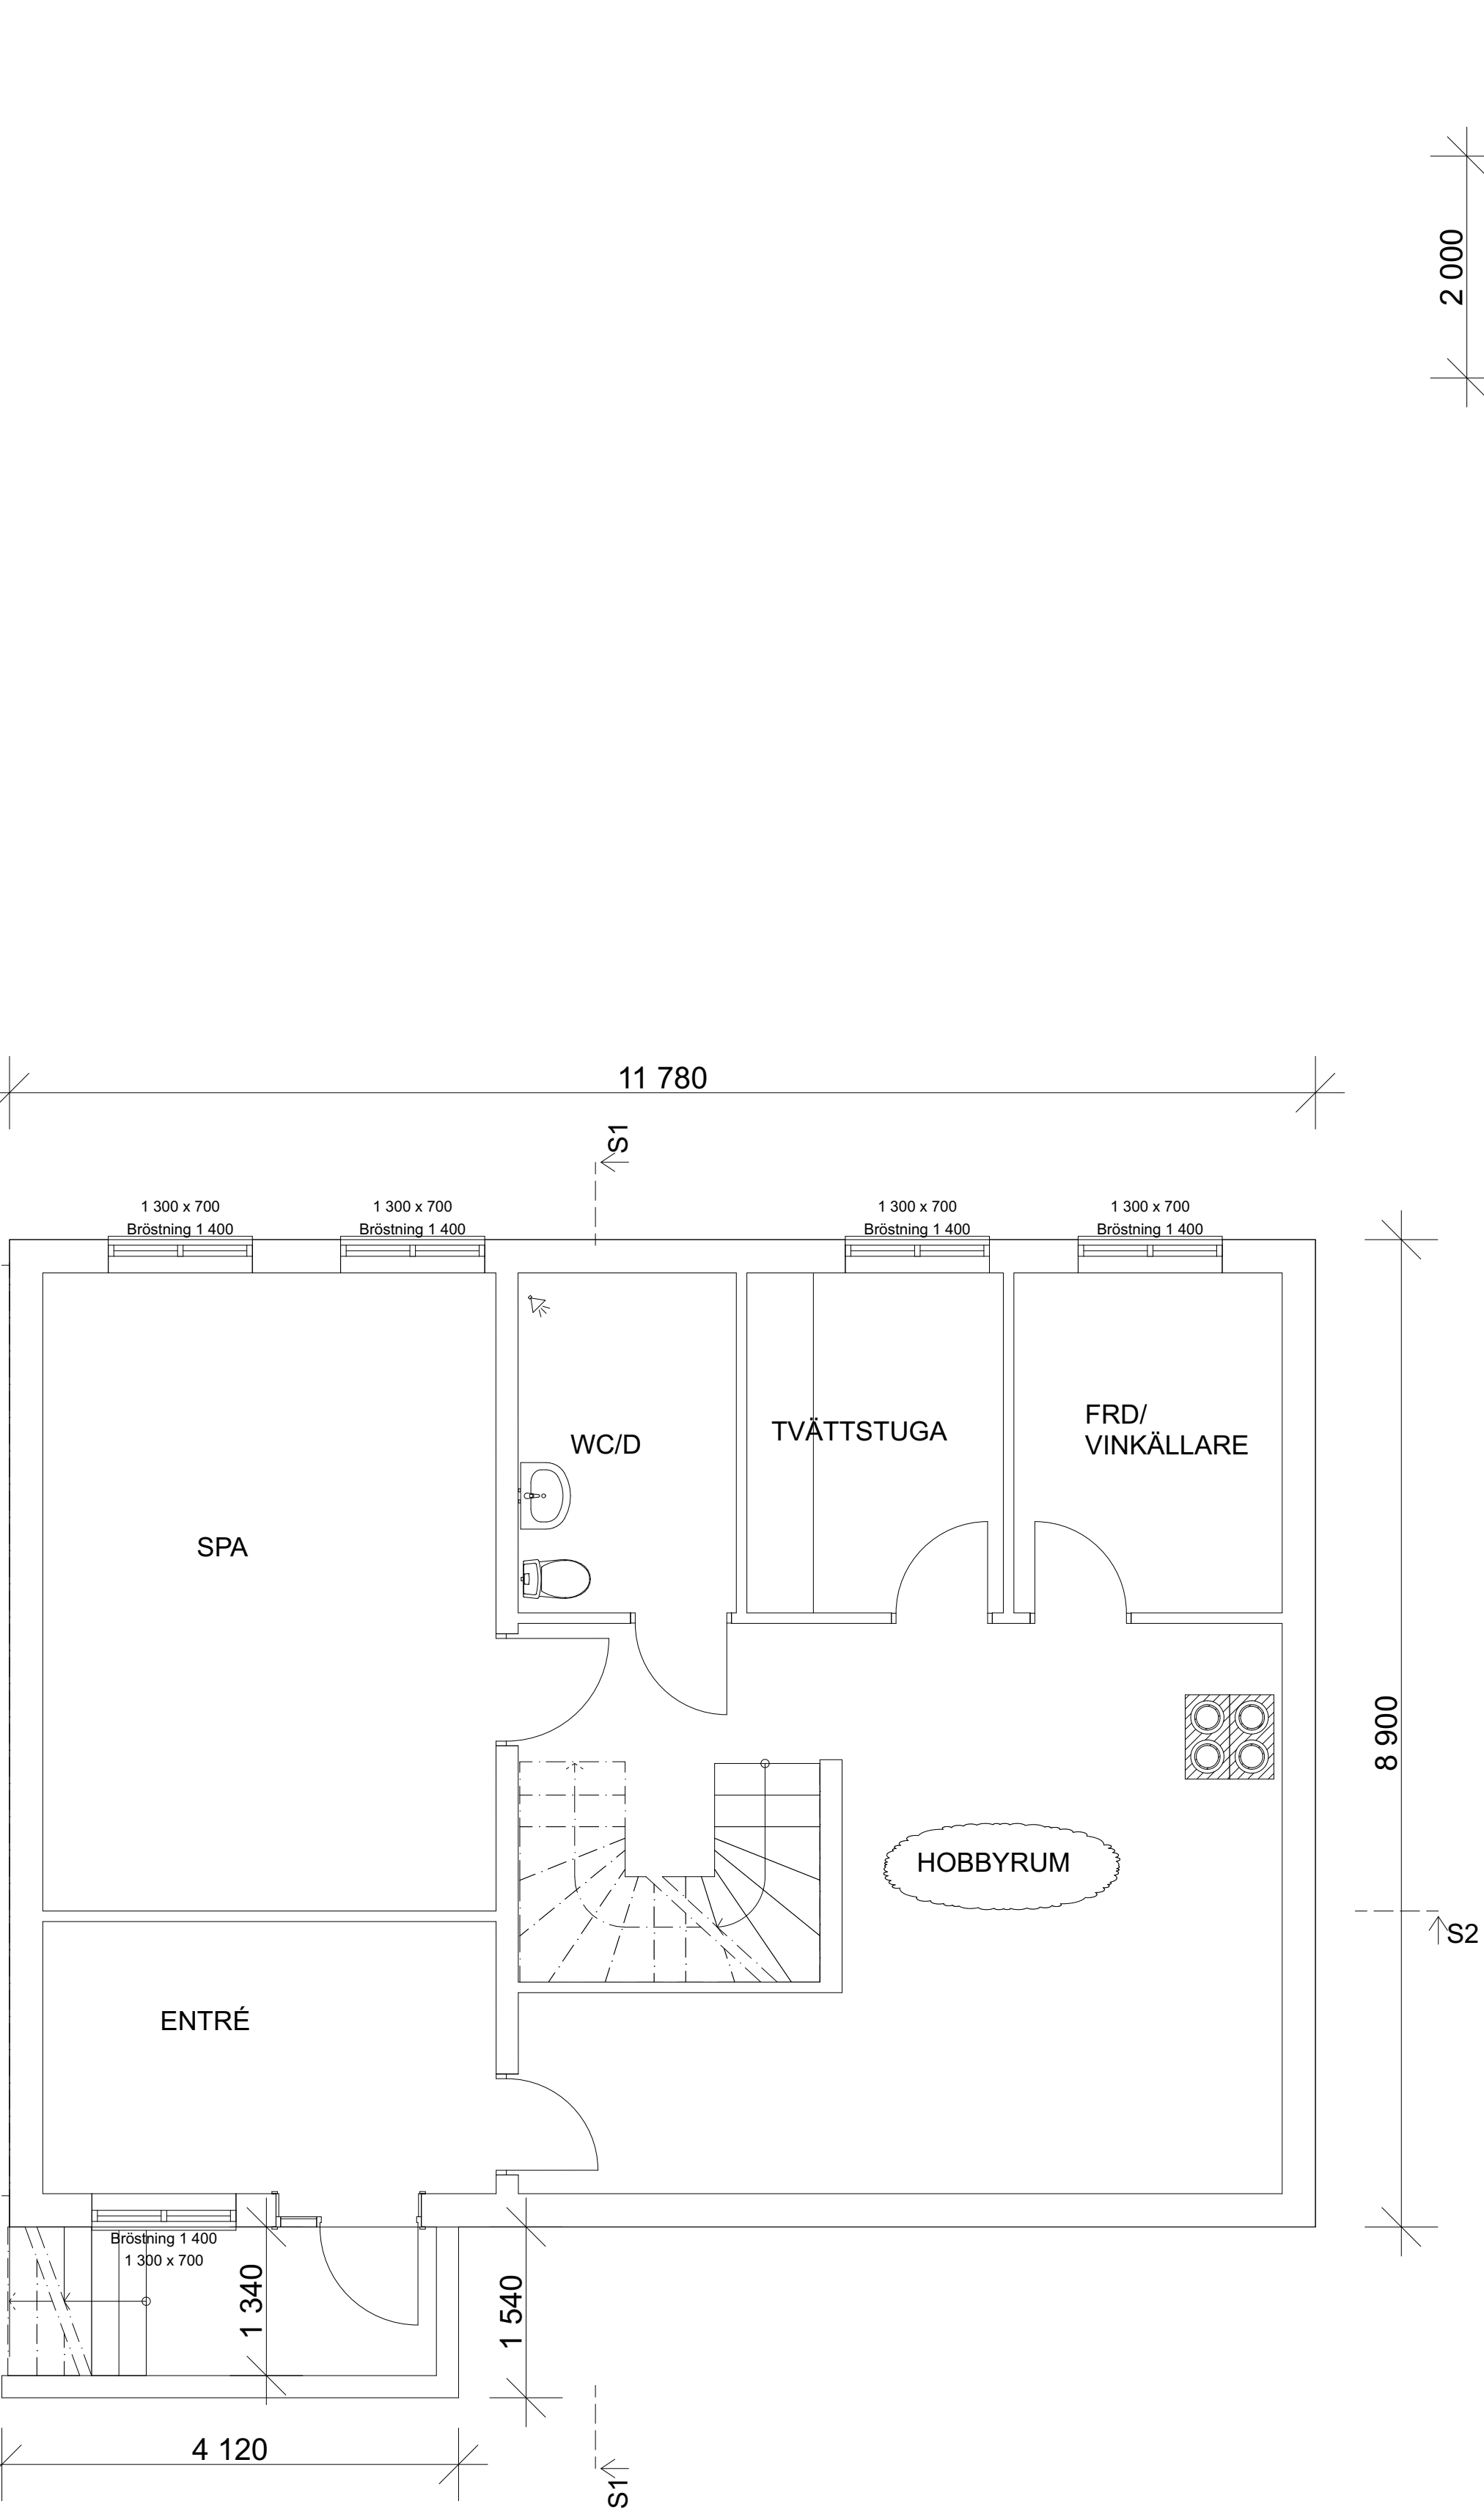 2 000
11 780
S1
1 300 x 700
Bröstning 1 400
1 300 x 700
Bröstning 1 400
1 300 x 700
Bröstning 1 400
1 300 x 700
Bröstning 1 400
WC/D
TVÄTTSTUGA
FRD/
VINKÄLLARE
SPA
8 900
HOBBYRUM
S2
ENTRÉ
Bröstning 1 400
1 300 x 700
1 340
1 540
4 120
S1